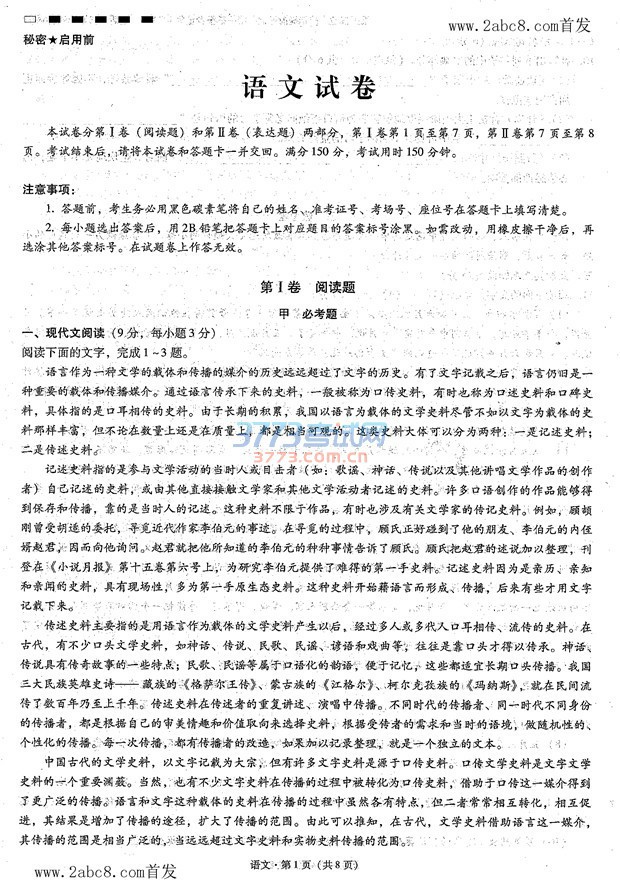 www.2abc8.com首发
秘密★启用前
语文试卷
本试卷分第Ⅰ卷（阅读题）和第Ⅱ卷（表达题）两部分，第Ⅰ卷第1页至第7页，第Ⅱ卷第7页至第8
页。考试结束后，请将本试卷和答题卡一并交回。满分150分，考试用时150分钟。
注意事项：
1. 答题前，考生务必用黑色碳素笔将自己的姓名、准考证号、考场号、座位号在答题卡上填写清楚。
2. 每小题选出答案后，用2B铅笔把答题卡上对应题目的答案标号涂黑。如需改动，用橡皮擦干净后，再
选涂其他答案标号。在试题卷上作答无效。
第Ⅰ卷 阅读题
甲 必考题
一、现代文阅读（9分，每小题3分）
阅读下面的文字，完成1~3题。
语言作为一种文学的载体和传播的媒介的历史远远超过了文字的历史。有了文字记载之后，语言仍旧是一
种重要的载体和传播媒介。通过语言传承下来的史料，一般被称为口传史料，有时也称为口述史料和口碑史
料，具体指的是口耳相传的史料。由于长期的积累，我国以语言为载体的文学史料尽管不如以文字为载体的史
料那样丰富，但不论在数量上还是在质量上，都是相当可观的。这类史料大体可以分为两种：一是记述史料；
二是传述史料。
3773考试网
3773.com.cn
记述史料指的是参与文学活动的当时人或目击者（如：歌谣、神话、传说以及其他讲唱文学作品的创作
者）自己记述的史料，或由其他直接接触文学家和其他文学活动者记述的史料。许多口语创作的作品能够得
到保存和传播，靠的是当时人的记述。这种史料不限于作品，有时也涉及有关文学家的传记史料。例如，顾颉
刚曾受胡适的委托，寻觅近代作家李伯元的事迹。在寻觅的过程中，顾氏正好碰到了他的朋友、李伯元的内侄
婿赵君，因而向他询问。赵君就把他所知道的李伯元的种种事情告诉了顾氏。顾氏把赵君的述说加以整理，刊
登在《小说月报》第十五卷第六号上，为研究李伯元提供了难得的第一手史料。记述史料因为是亲历、亲知
和亲闻的史料，具有现场性，多为第一手原生态史料。这种史料开始藉语言而形成、传播，后来有些才用文字
记载下来。
传述史料主要指的是用语言作为载体的文学史料产生以后，经过多人或多代人口耳相传、流传的史料。在
古代，有不少口头文学史料，如神话、传说、民歌、民谣、谚语和戏曲等，往往是靠口头才得以传承。神话、
传说具有传奇故事的一些特点；民歌、民谣等属于口语化的韵语，便于记忆，这些都适宜长期口头传播。我国
三大民族英雄史诗——藏族的《格萨尔王传》、蒙古族的《江格尔》、柯尔克孜族的《玛纳斯》，就在民间流
传了数百年乃至上千年。传述史料在传述者的重复讲述、演唱中传播。不同时代的传播者、同一时代不同身份
的传播者，都是根据自己的审美情趣和价值取向来选择史料，根据受传者的需求和当时的语境，做随机性的、
个性化的传播。每一次传播，都有传播者的改造，如果加以记录整理，就是一个独立的文本。
中国古代的文学史料，以文字记载为大宗，但有许多文字史料是源于口传史料。口传文学史料是文字文学
史料的一个重要渊薮。当然，也有不少文字史料在传播的过程中被转化为口传史料，借助于口传这一媒介得到
了更广泛的传播。语言和文字这种载体的史料在传播的过程中虽然各有特点，但二者常常相互转化，相互促
进，其结果是增加了传播的途径，扩大了传播的范围。由此可以推知，在古代，文学史料借助语言这一媒介，
其传播的范围是相当广泛的，当远远超过文字史料和实物史料传播的范围。
语文·第1页（共8页）
www.2abc8.com首发